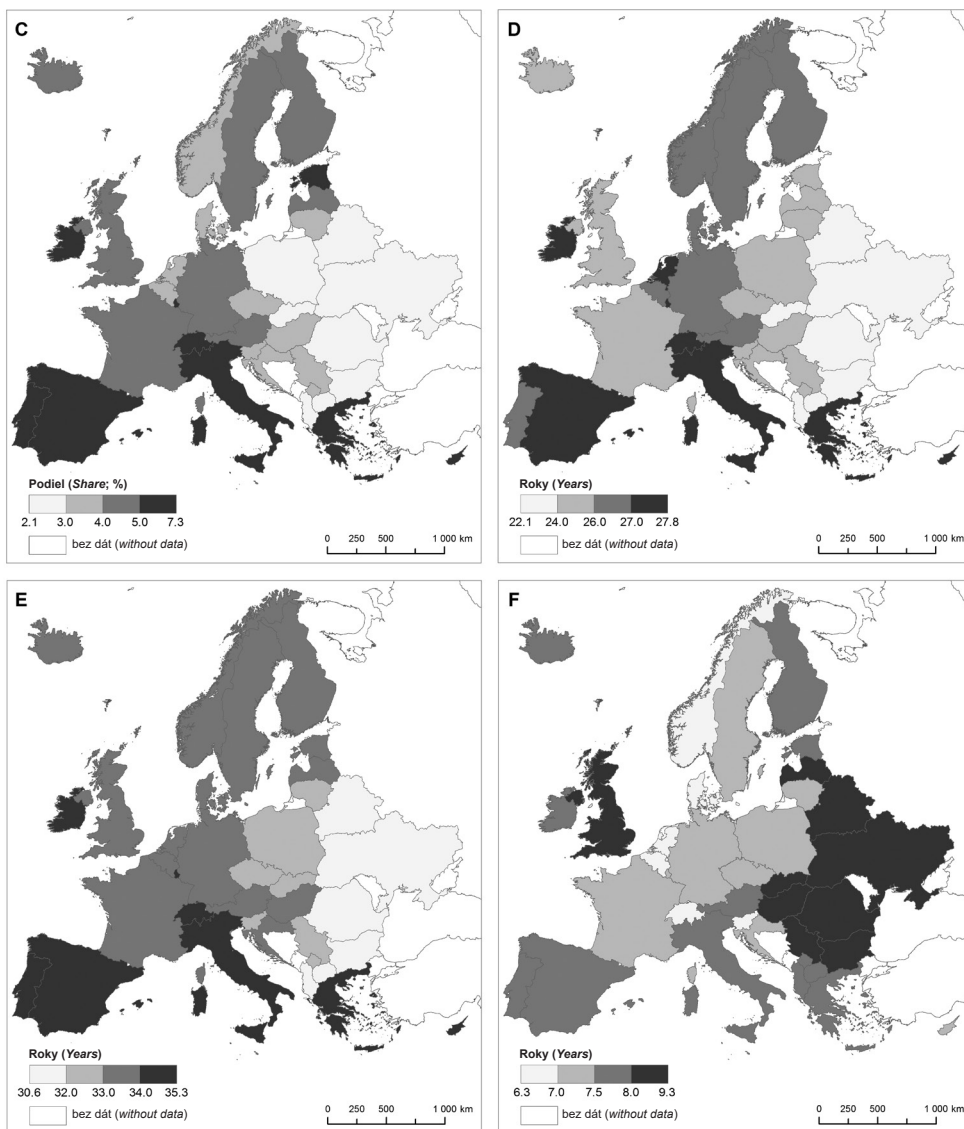 C
Podiel (Share; %)
2.1 3.0 4.0 5.0 7.3
bez dát (without data)
0 250 500 1 000 km
D
Roky (Years)
22.1 24.0 26.0 27.0 27.8
bez dát (without data)
0 250 500 1 000 km
E
Roky (Years)
30.6 32.0 33.0 34.0 35.3
bez dát (without data)
0 250 500 1 000 km
F
Roky (Years)
6.3 7.0 7.5 8.0 9.3
bez dát (without data)
0 250 500 1 000 km